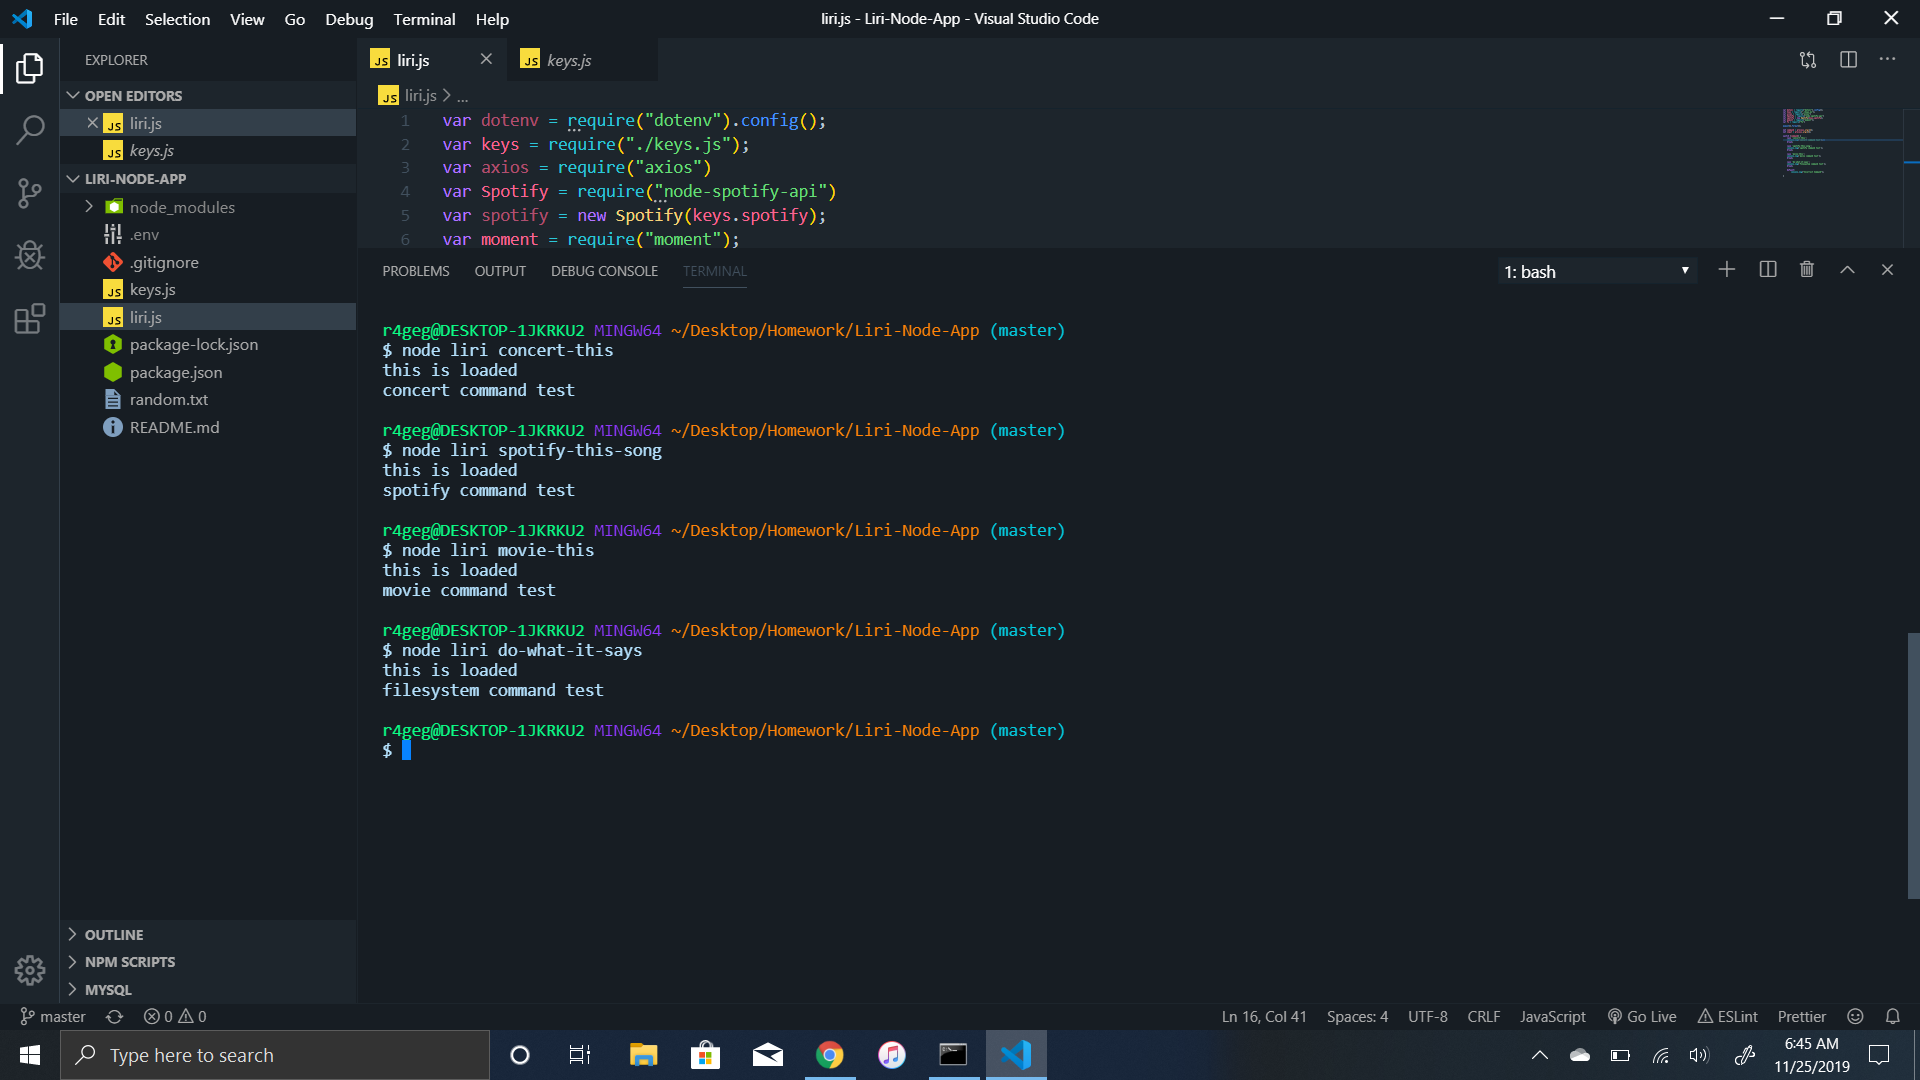 File Edit Selection View Go Debug Terminal Help
liri.js - Liri-Node-App - Visual Studio Code
EXPLORER
OPEN EDITORS
JS liri.js
JS keys.js
LIRI-NODE-APP
node_modules
.env
.gitignore
JS keys.js
JS liri.js
package-lock.json
package.json
random.txt
README.md
OUTLINE
NPM SCRIPTS
MYSQL
JS liri.js
JS keys.js
JS liri.js > ...
1 var dotenv = require("dotenv").config();
2 var keys = require("./keys.js");
3 var axios = require("axios")
4 var Spotify = require("node-spotify-api")
5 var spotify = new Spotify(keys.spotify);
6 var moment = require("moment");
PROBLEMS OUTPUT DEBUG CONSOLE TERMINAL
1: bash
r4geg@DESKTOP-1JKRKU2 MINGW64 ~/Desktop/Homework/Liri-Node-App (master)
$ node liri concert-this
this is loaded
concert command test
r4geg@DESKTOP-1JKRKU2 MINGW64 ~/Desktop/Homework/Liri-Node-App (master)
$ node liri spotify-this-song
this is loaded
spotify command test
r4geg@DESKTOP-1JKRKU2 MINGW64 ~/Desktop/Homework/Liri-Node-App (master)
$ node liri movie-this
this is loaded
movie command test
r4geg@DESKTOP-1JKRKU2 MINGW64 ~/Desktop/Homework/Liri-Node-App (master)
$ node liri do-what-it-says
this is loaded
filesystem command test
r4geg@DESKTOP-1JKRKU2 MINGW64 ~/Desktop/Homework/Liri-Node-App (master)
$
master 0 0
Ln 16, Col 41 Spaces: 4 UTF-8 CRLF JavaScript Go Live ESLint Prettier
Type here to search
6:45 AM
11/25/2019